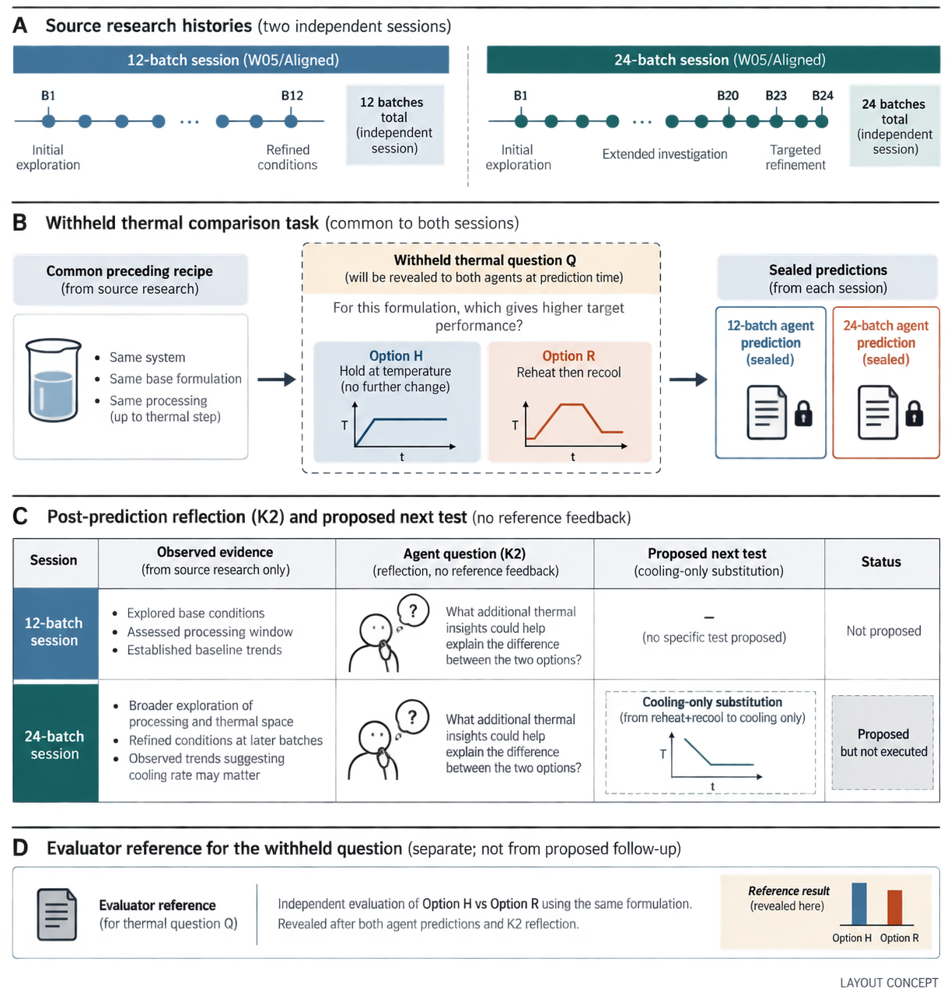 A Source research histories (two independent sessions)
12-batch session (W05/Aligned)
B1
B12
Initial
exploration
Refined
conditions
12 batches
total
(independent
session)
24-batch session (W05/Aligned)
B1
B20
B23
B24
Initial
exploration
Extended investigation
Targeted
refinement
24 batches
total
(independent
session)
B Withheld thermal comparison task (common to both sessions)
Common preceding recipe
(from source research)
• Same system
• Same base formulation
• Same processing
(up to thermal step)
Withheld thermal question Q
(will be revealed to both agents at prediction time)
For this formulation, which gives higher target
performance?
Option H
Hold at temperature
(no further change)
T
t
Option R
Reheat then recool
T
t
Sealed predictions
(from each session)
12-batch agent
prediction
(sealed)
24-batch agent
prediction
(sealed)
C Post-prediction reflection (K2) and proposed next test (no reference feedback)
Session
Observed evidence
(from source research only)
Agent question (K2)
(reflection, no reference feedback)
Proposed next test
(cooling-only substitution)
Status
12-batch
session
• Explored base conditions
• Assessed processing window
• Established baseline trends
?
What additional thermal
insights could help
explain the difference
between the two options?
–
(no specific test proposed)
Not proposed
24-batch
session
• Broader exploration of
processing and thermal space
• Refined conditions at later batches
• Observed trends suggesting
cooling rate may matter
?
What additional thermal
insights could help
explain the difference
between the two options?
Cooling-only substitution
(from reheat+recool to cooling only)
T
t
Proposed
but not executed
D Evaluator reference for the withheld question (separate; not from proposed follow-up)
Evaluator reference
(for thermal question Q)
Independent evaluation of Option H vs Option R using the same formulation.
Revealed after both agent predictions and K2 reflection.
Reference result
(revealed here)
Option H Option R
LAYOUT CONCEPT